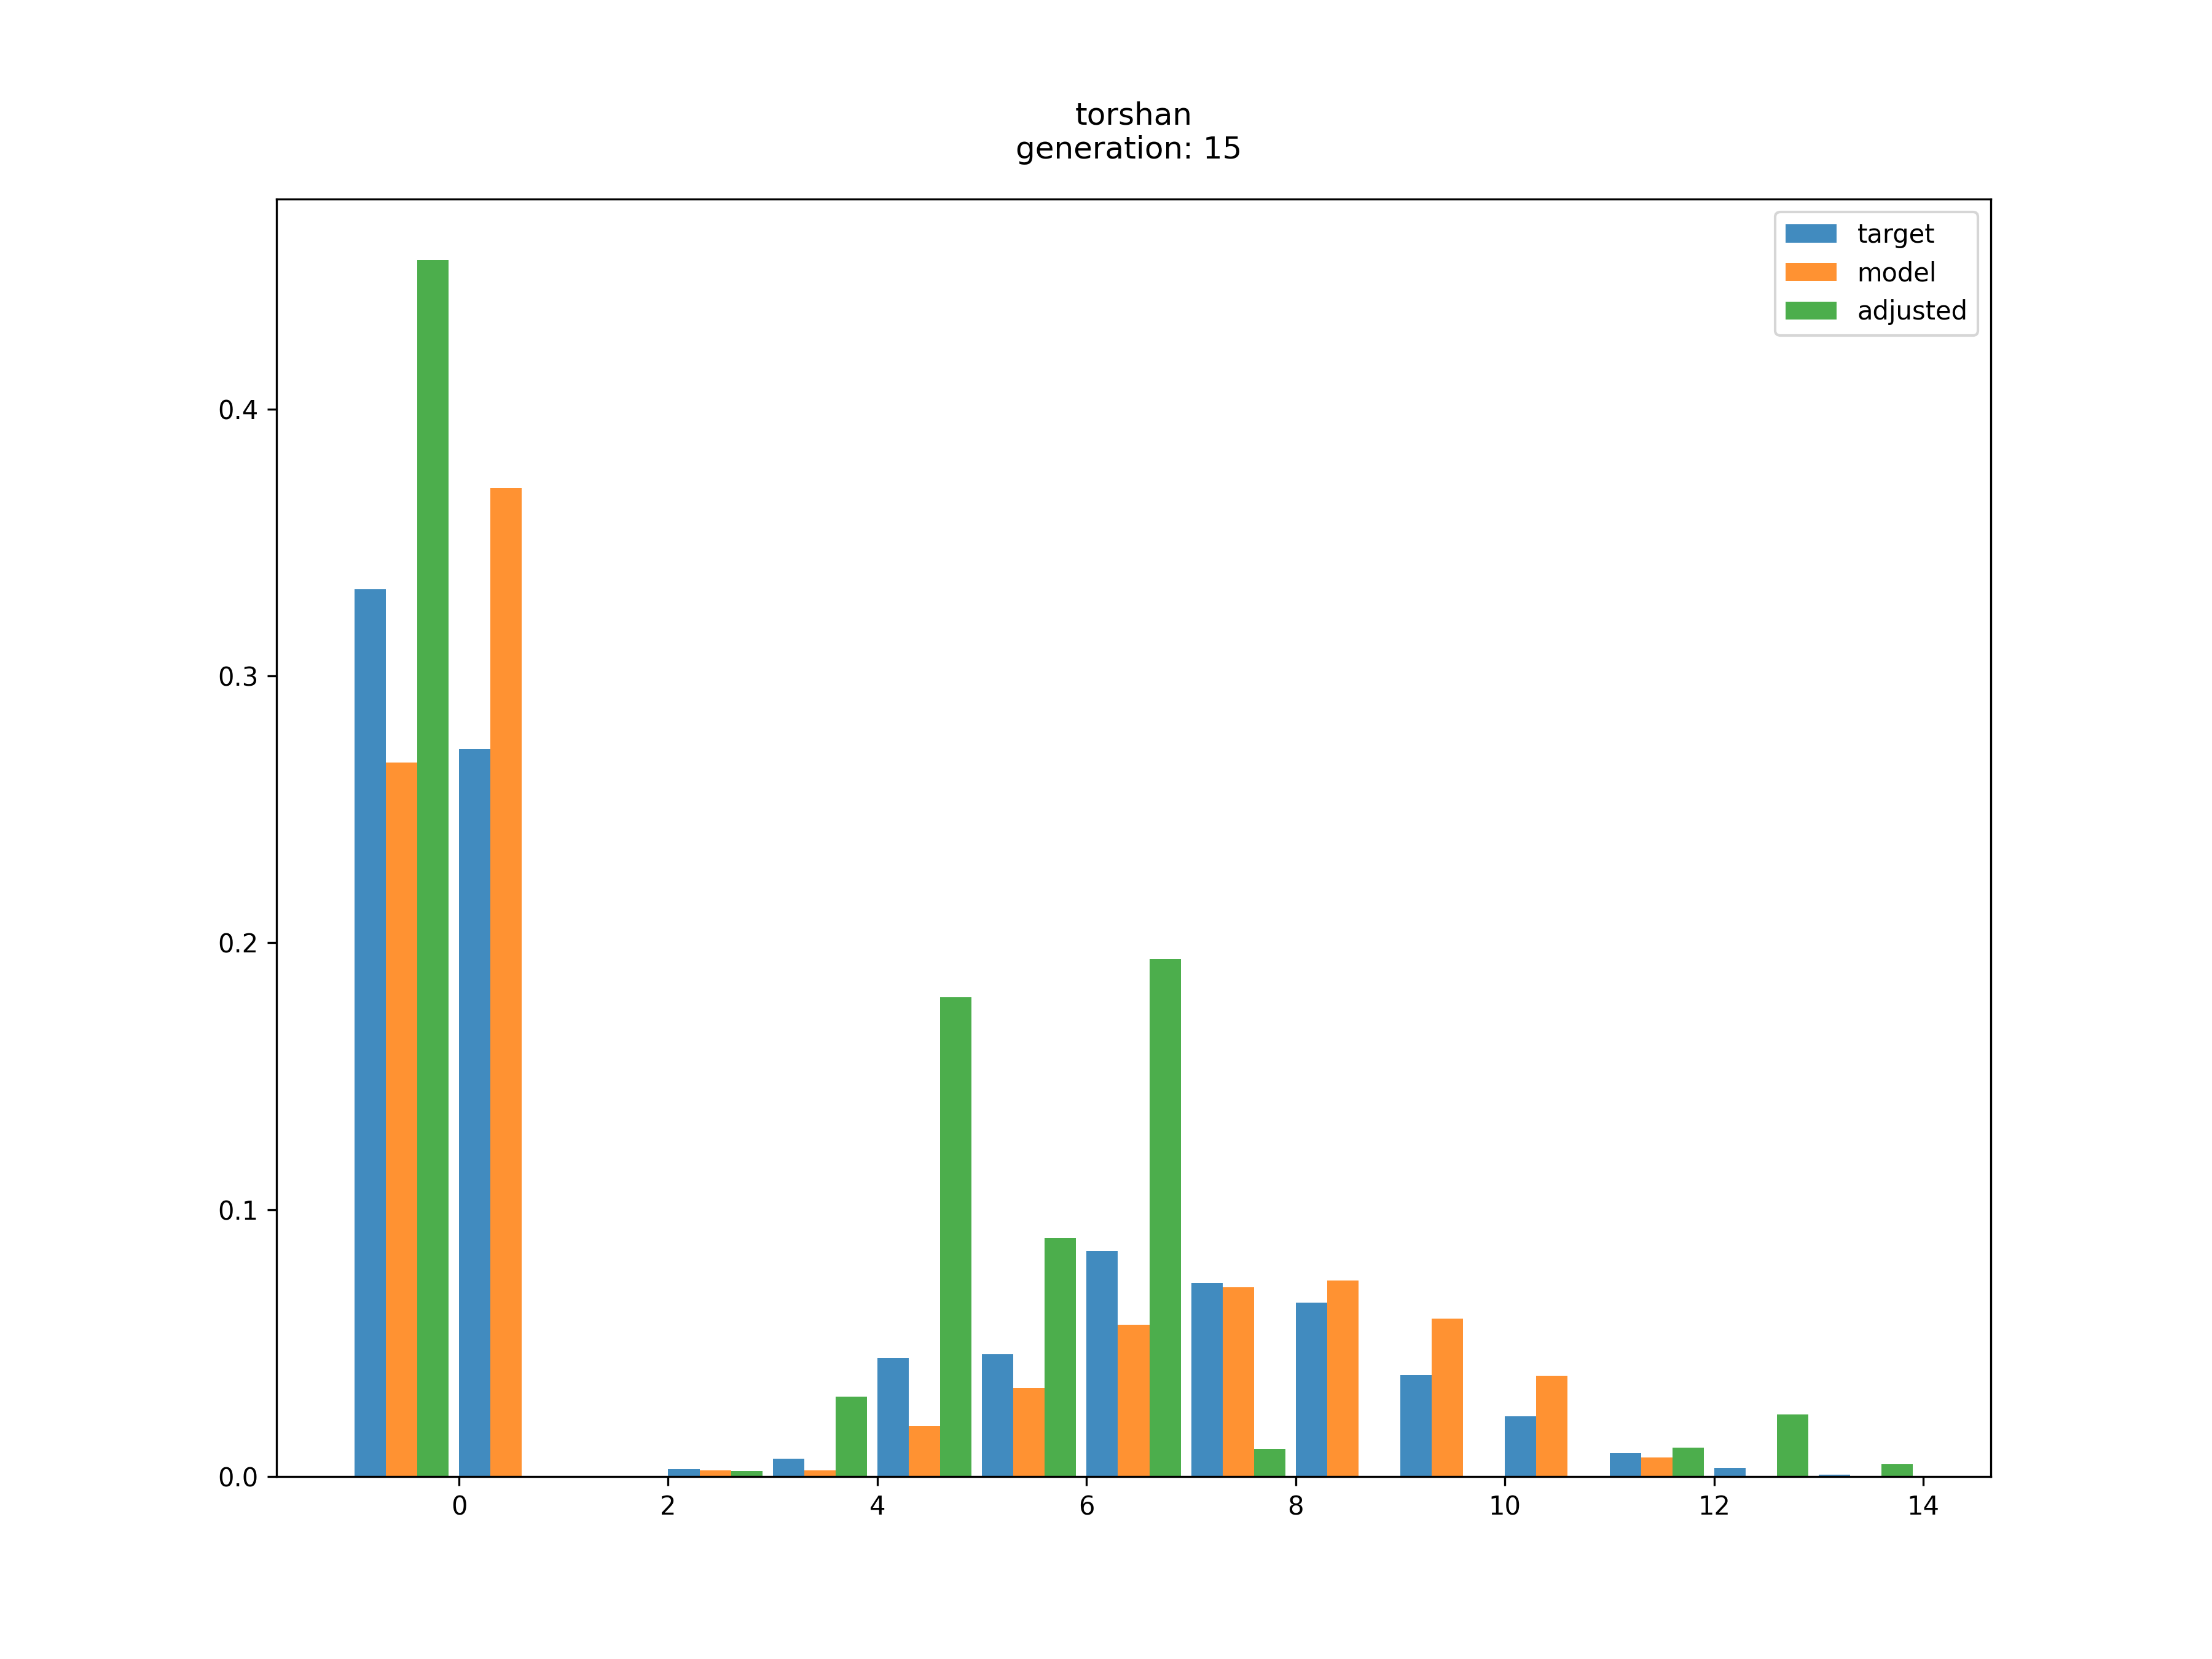 torshan
generation: 15
target
model
adjusted
0.4
0.3
0.2
0.1
0.0
0 2 4 6 8 10 12 14